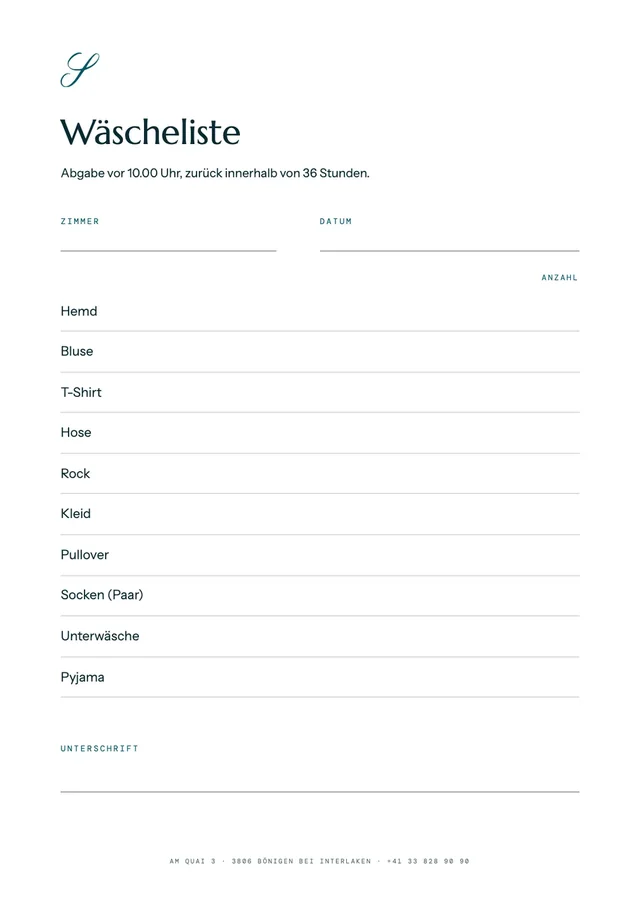 S
Wäscheliste
Abgabe vor 10.00 Uhr, zurück innerhalb von 36 Stunden.
ZIMMER DATUM
ANZAHL
Hemd
Bluse
T-Shirt
Hose
Rock
Kleid
Pullover
Socken (Paar)
Unterwäsche
Pyjama
UNTERSCHRIFT
AM QUAI 3 · 3806 BÖNIGEN BEI INTERLAKEN · +41 33 828 90 90